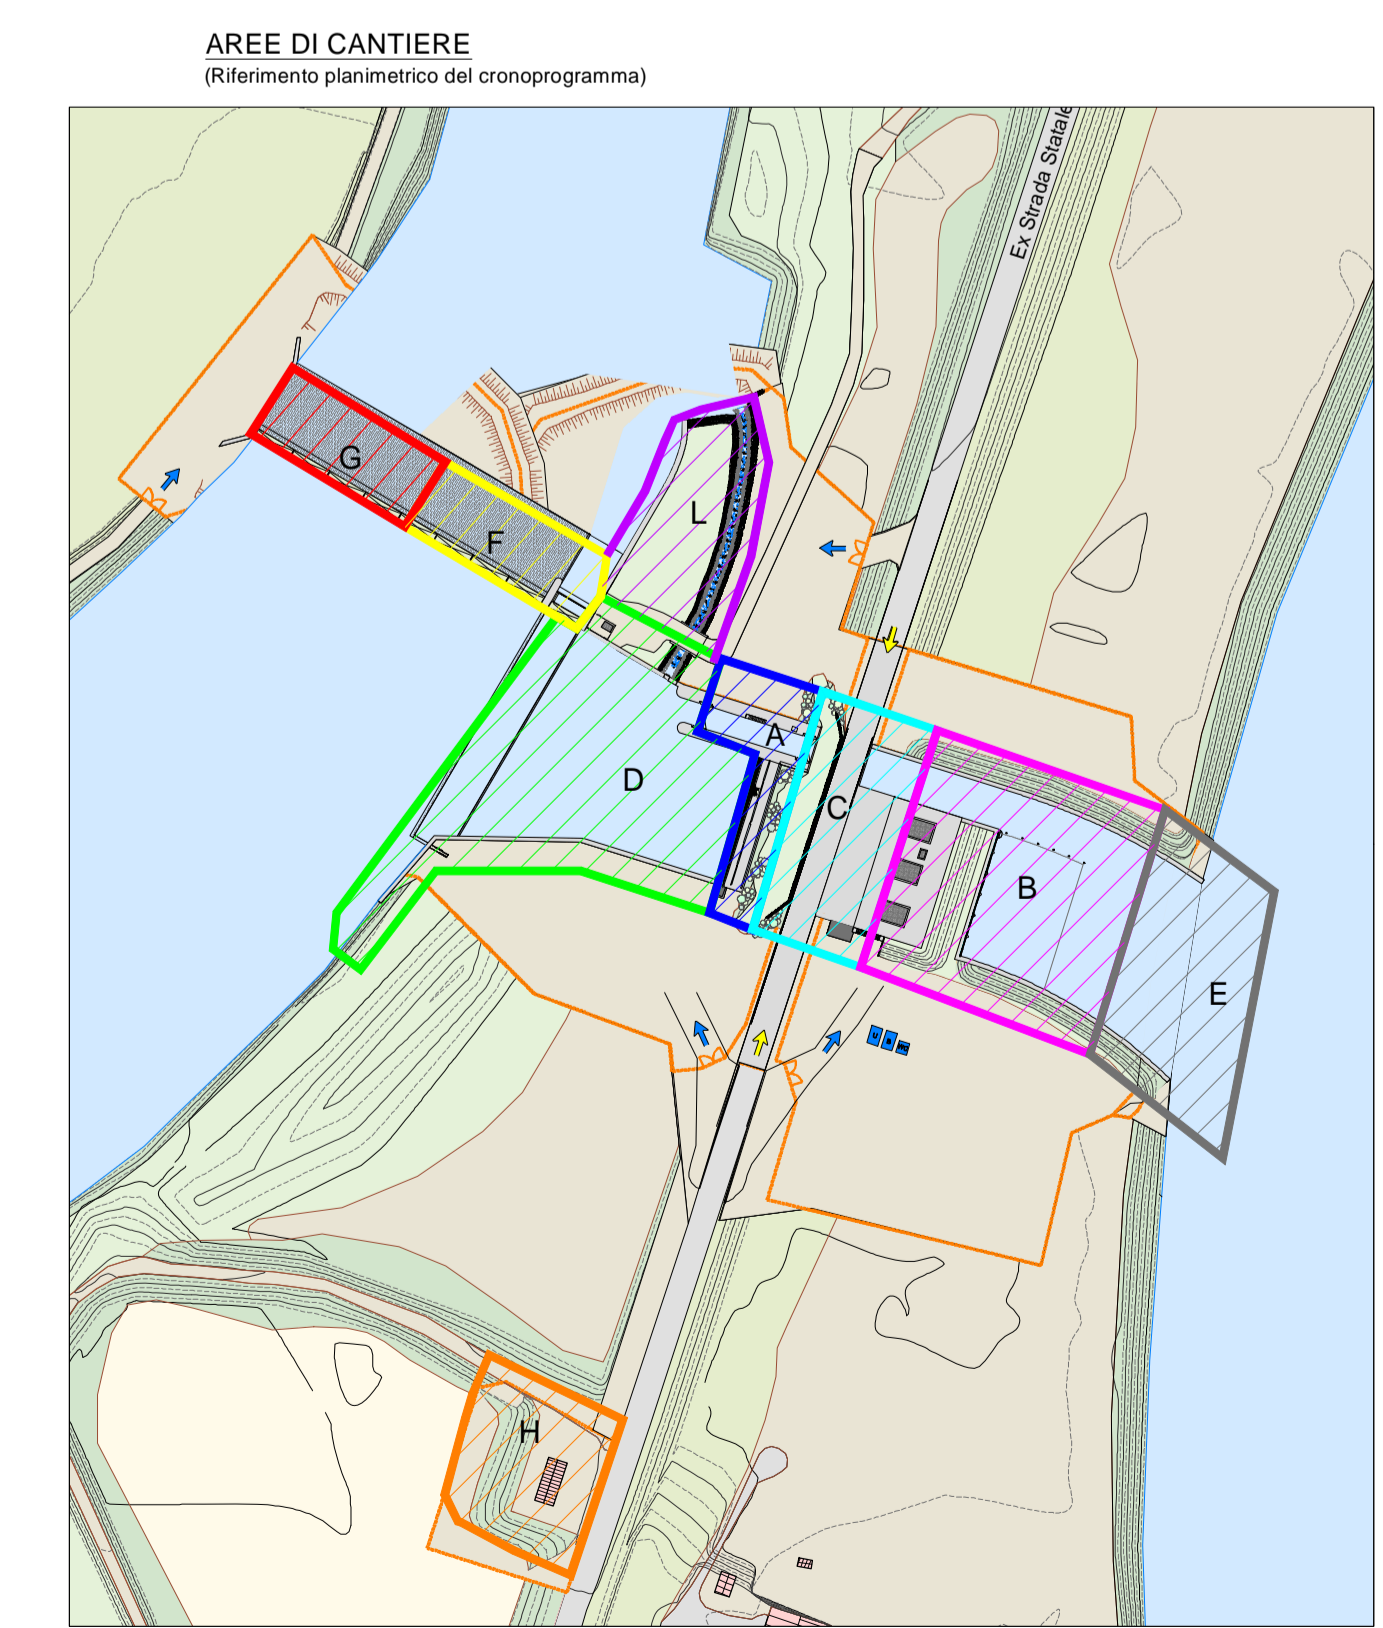 AREE DI CANTIERE
(Riferimento planimetrico del cronoprogramma)
Ex Strada Statale
G
F
L
A
D
C
B
E
H